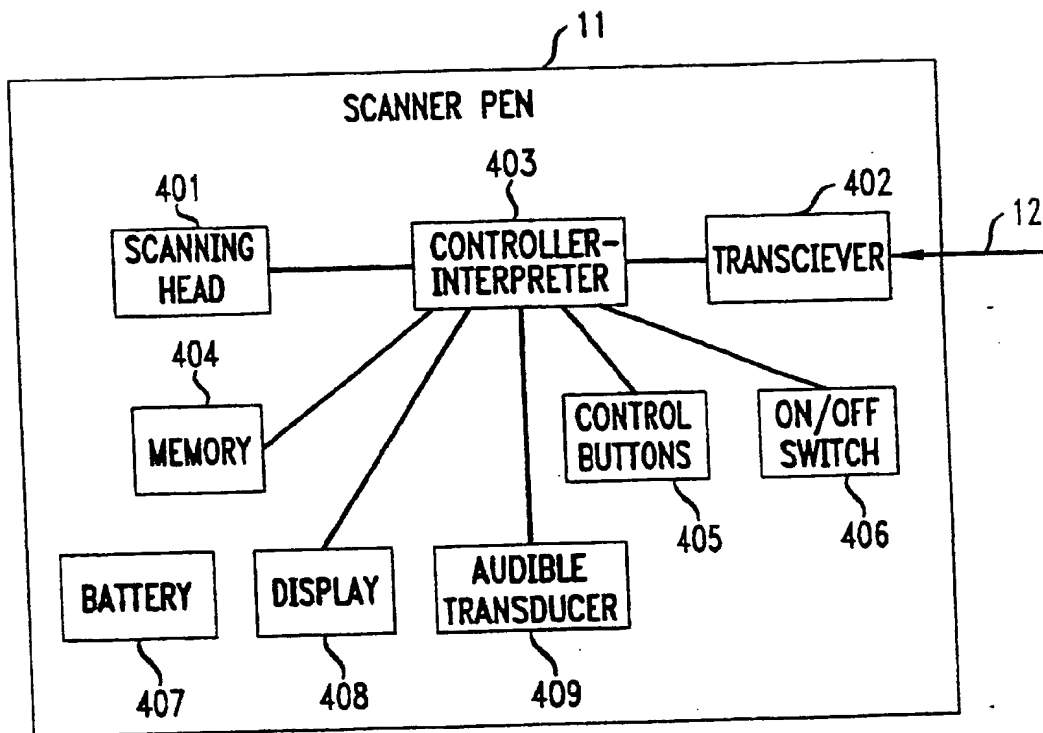 11
SCANNER PEN
401
403
402
12
SCANNING
HEAD
CONTROLLER-
INTERPRETER
TRANSCIEVER
404
MEMORY
CONTROL
BUTTONS
ON/OFF
SWITCH
405
406
BATTERY
DISPLAY
AUDIBLE
TRANSDUCER
407
408
409